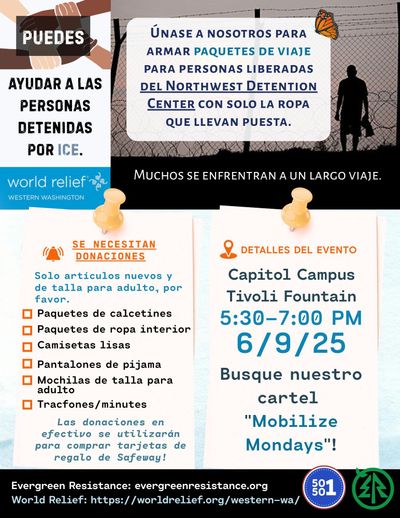 PUEDES
AYUDAR A LAS
PERSONAS
DETENIDAS
POR ICE.
world relief
WESTERN WASHINGTON
ÚNASE A NOSOTROS PARA
ARMAR PAQUETES DE VIAJE
PARA PERSONAS LIBERADAS
DEL NORTHWEST DETENTION
CENTER CON SOLO LA ROPA
QUE LLEVAN PUESTA.
MUCHOS SE ENFRENTAN A UN LARGO VIAJE.
SE NECESITAN
DONACIONES
Solo artículos nuevos y
de talla para adulto, por
favor.
Paquetes de calcetines
Paquetes de ropa interior
Camisetas lisas
Pantalones de pijama
Mochilas de talla para
adulto
Tracfones/minutes
Las donaciones en
efectivo se utilizarán
para comprar tarjetas de
regalo de Safeway!
DETALLES DEL EVENTO
Capitol Campus
Tivoli Fountain
5:30-7:00 PM
6/9/25
Busque nuestro
cartel
"Mobilize
Mondays"!
Evergreen Resistance: evergreenresistance.org
World Relief: https://worldrelief.org/western-wa/
50
50
1
ER